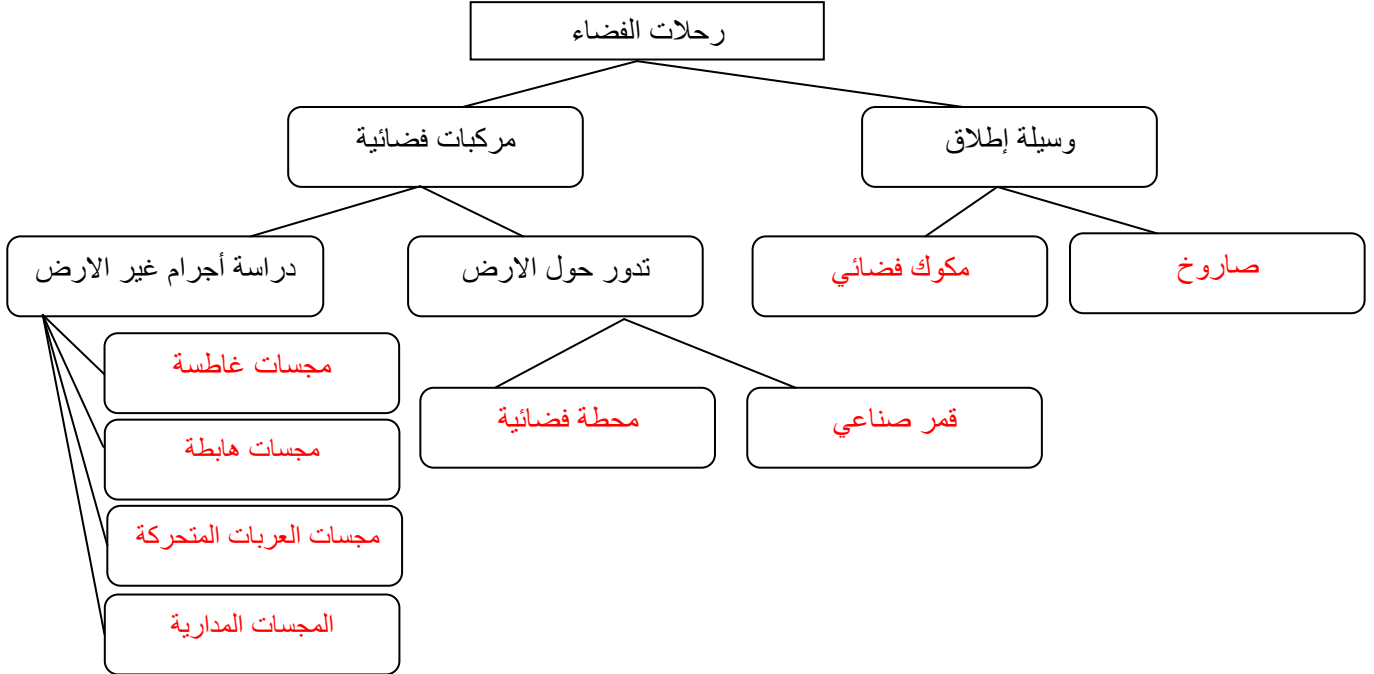 رحلات الفضاء
وسيلة إطلاق
مركبات فضائية
صاروخ
مكوك فضائي
تدور حول الارض
دراسة أجرام غير الارض
قمر صناعي
محطة فضائية
مجسات غاطسة
مجسات هابطة
مجسات العربات المتحركة
المجسات المدارية